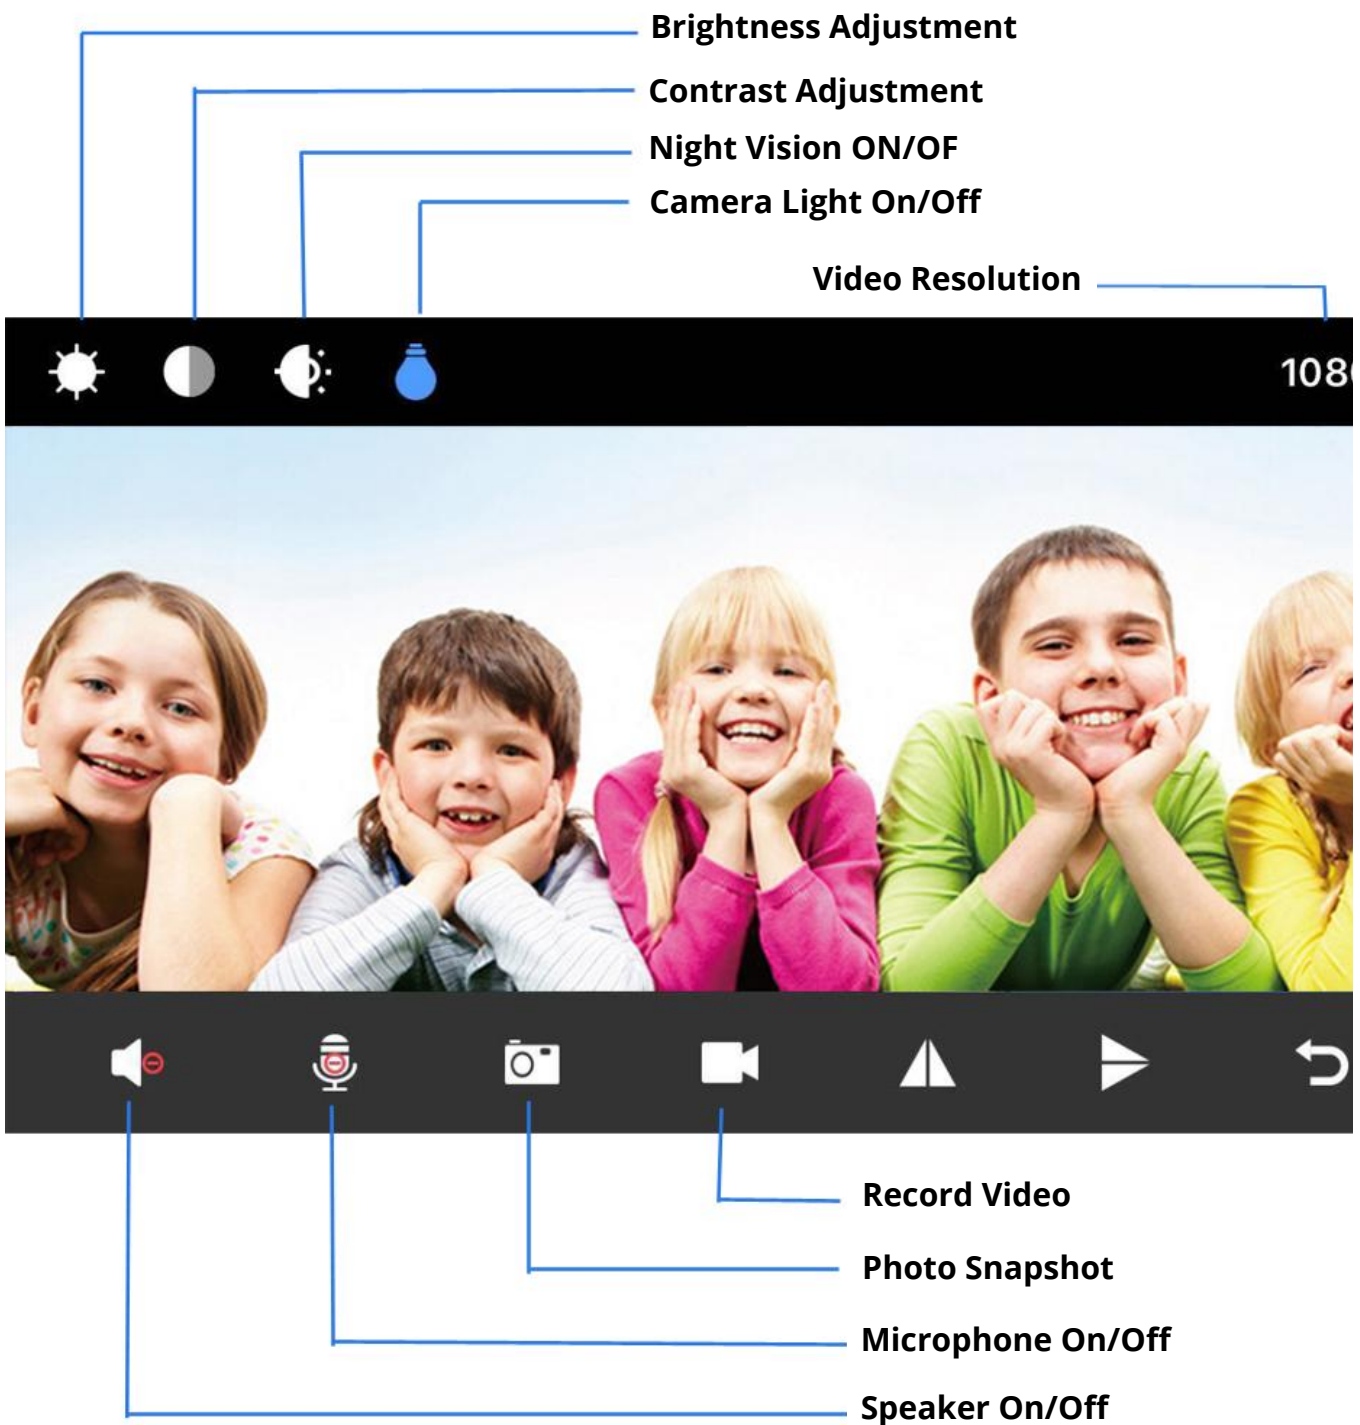 Brightness Adjustment
Contrast Adjustment
Night Vision ON/OF
Camera Light On/Off
Video Resolution
108
Record Video
Photo Snapshot
Microphone On/Off
Speaker On/Off